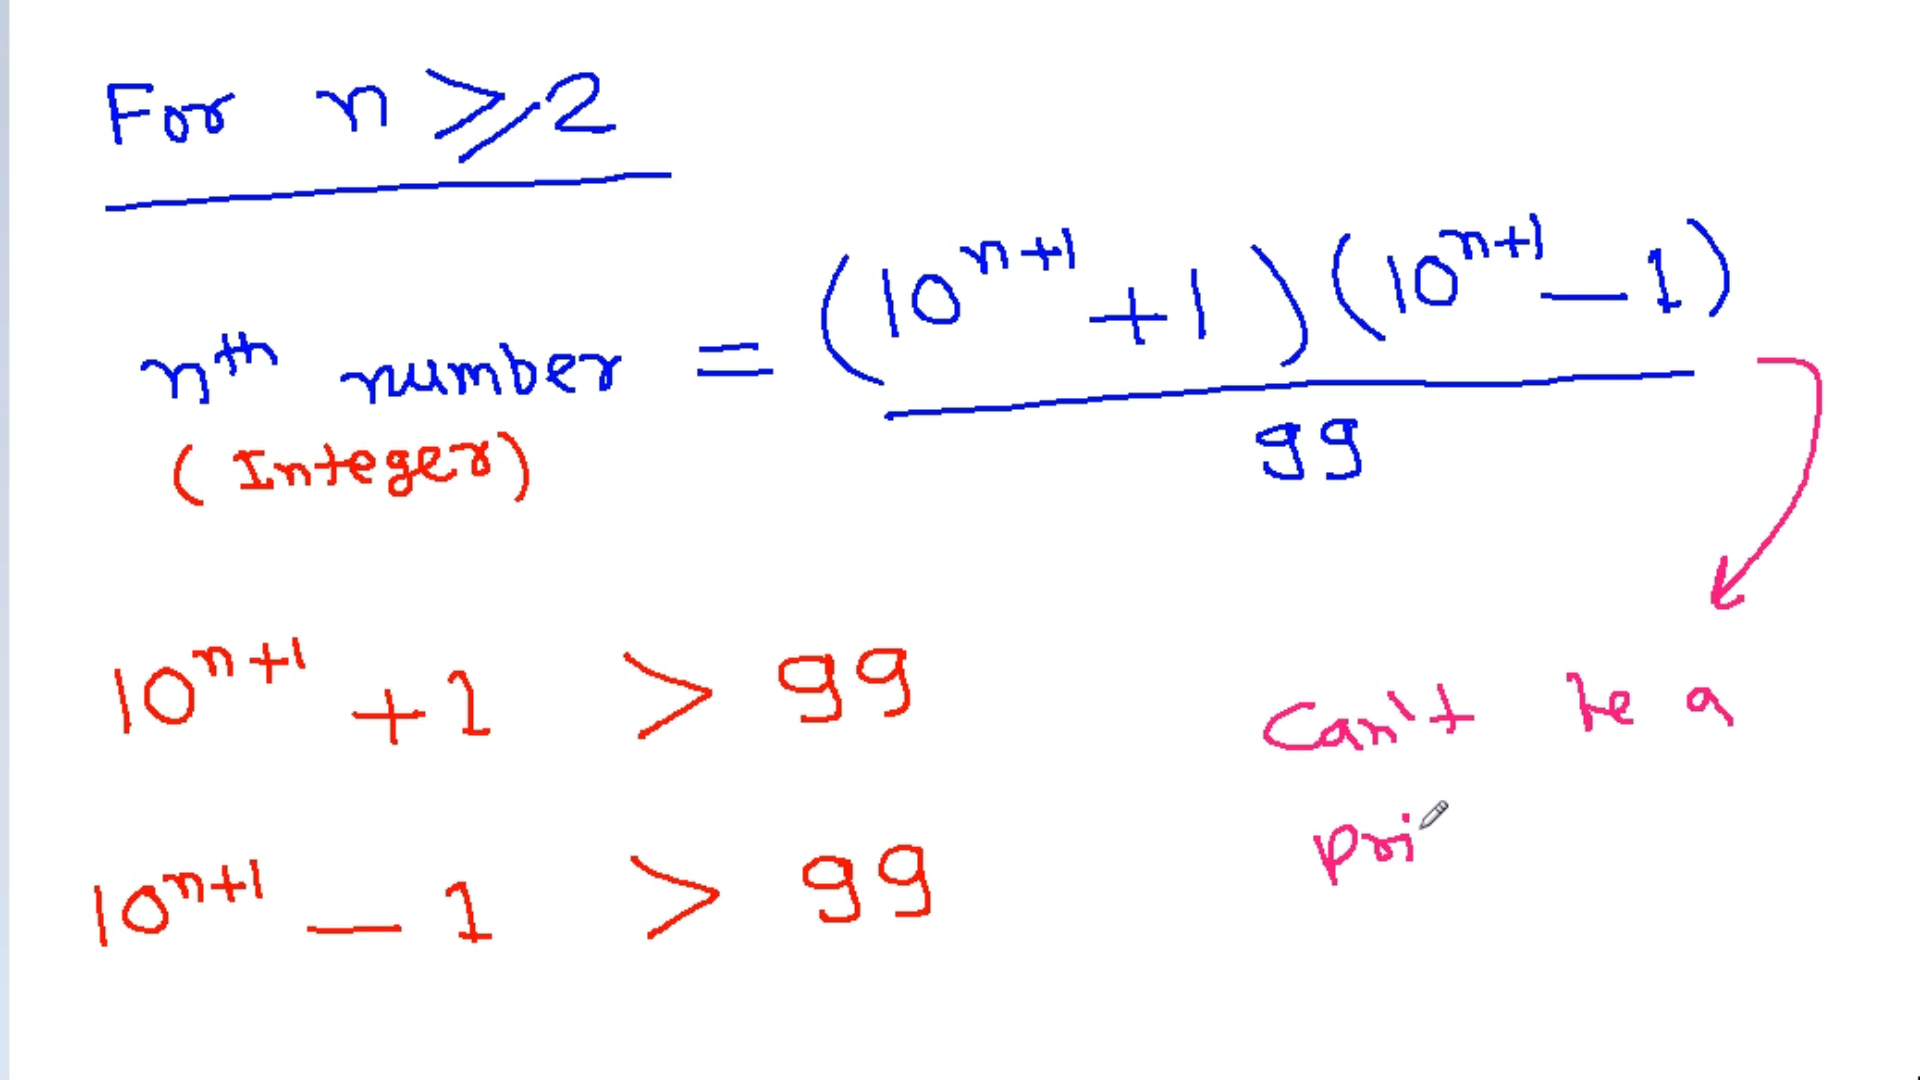 For n ⩾ 2
nth number = (10^{n+1} + 1)(10^{n+1} - 1) / 99
(Integer)
10^{n+1} + 1 > 99
10^{n+1} - 1 > 99
Can't be a
Pri